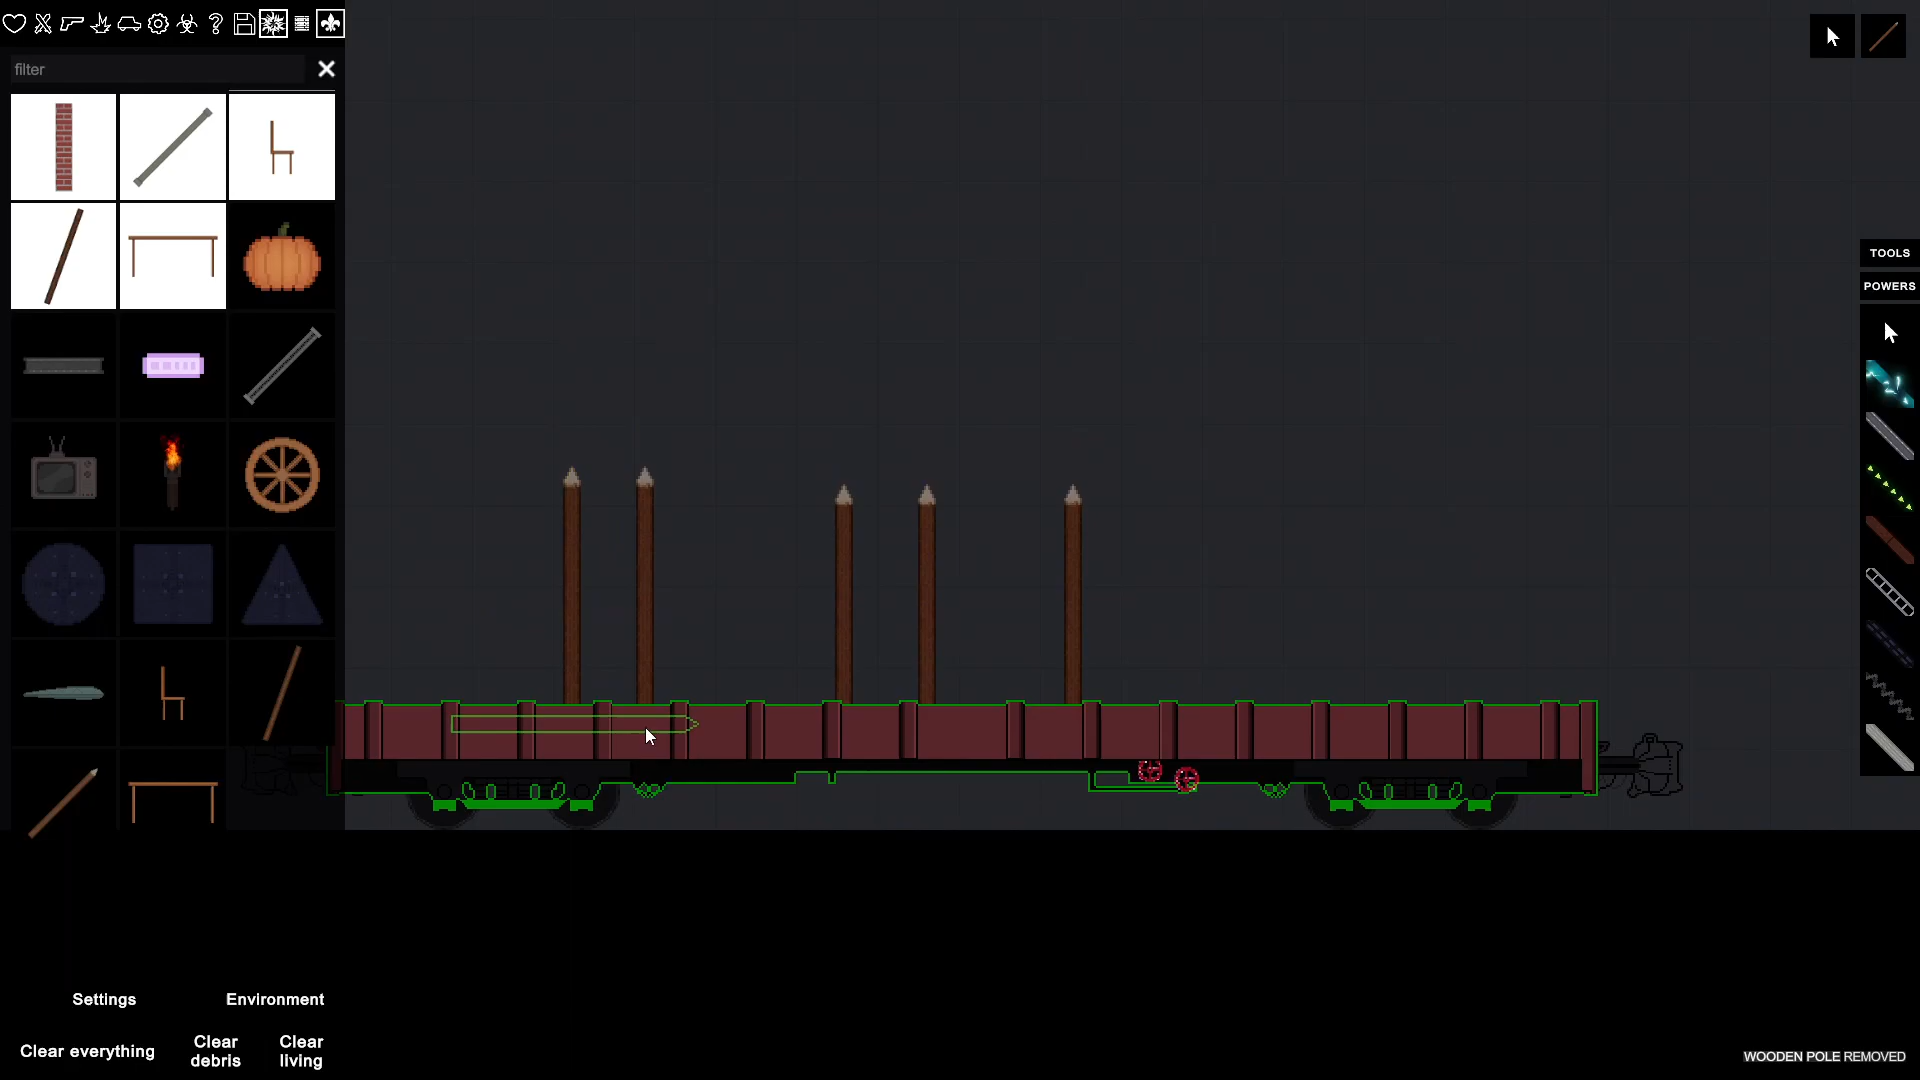 filter
TOOLS
POWERS
Settings
Environment
Clear everything
Clear
debris
Clear
living
WOODEN POLE REMOVED